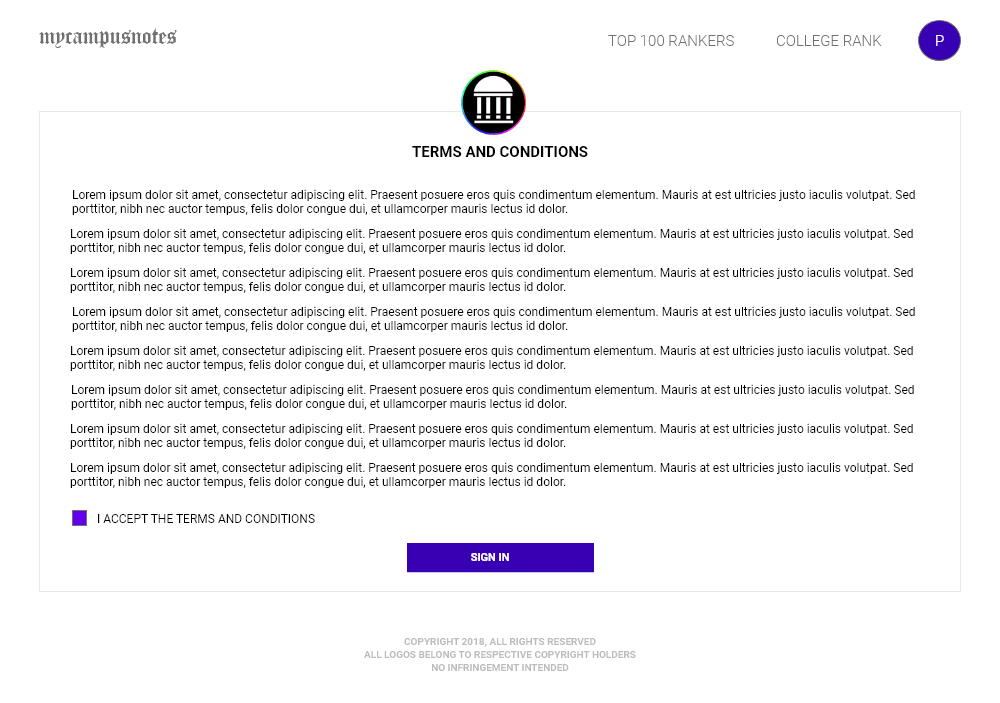 mycampusnotes
TOP 100 RANKERS
COLLEGE RANK
P
TERMS AND CONDITIONS
Lorem ipsum dolor sit amet, consectetur adipiscing elit. Praesent posuere eros quis condimentum elementum. Mauris at est ultricies justo iaculis volutpat. Sed
porttitor, nibh nec auctor tempus, felis dolor congue dui, et ullamcorper mauris lectus id dolor.
Lorem ipsum dolor sit amet, consectetur adipiscing elit. Praesent posuere eros quis condimentum elementum. Mauris at est ultricies justo iaculis volutpat. Sed
porttitor, nibh nec auctor tempus, felis dolor congue dui, et ullamcorper mauris lectus id dolor.
Lorem ipsum dolor sit amet, consectetur adipiscing elit. Praesent posuere eros quis condimentum elementum. Mauris at est ultricies justo iaculis volutpat. Sed
porttitor, nibh nec auctor tempus, felis dolor congue dui, et ullamcorper mauris lectus id dolor.
Lorem ipsum dolor sit amet, consectetur adipiscing elit. Praesent posuere eros quis condimentum elementum. Mauris at est ultricies justo iaculis volutpat. Sed
porttitor, nibh nec auctor tempus, felis dolor congue dui, et ullamcorper mauris lectus id dolor.
Lorem ipsum dolor sit amet, consectetur adipiscing elit. Praesent posuere eros quis condimentum elementum. Mauris at est ultricies justo iaculis volutpat. Sed
porttitor, nibh nec auctor tempus, felis dolor congue dui, et ullamcorper mauris lectus id dolor.
Lorem ipsum dolor sit amet, consectetur adipiscing elit. Praesent posuere eros quis condimentum elementum. Mauris at est ultricies justo iaculis volutpat. Sed
porttitor, nibh nec auctor tempus, felis dolor congue dui, et ullamcorper mauris lectus id dolor.
Lorem ipsum dolor sit amet, consectetur adipiscing elit. Praesent posuere eros quis condimentum elementum. Mauris at est ultricies justo iaculis volutpat. Sed
porttitor, nibh nec auctor tempus, felis dolor congue dui, et ullamcorper mauris lectus id dolor.
Lorem ipsum dolor sit amet, consectetur adipiscing elit. Praesent posuere eros quis condimentum elementum. Mauris at est ultricies justo iaculis volutpat. Sed
porttitor, nibh nec auctor tempus, felis dolor congue dui, et ullamcorper mauris lectus id dolor.
I ACCEPT THE TERMS AND CONDITIONS
SIGN IN
COPYRIGHT 2018, ALL RIGHTS RESERVED
ALL LOGOS BELONG TO RESPECTIVE COPYRIGHT HOLDERS
NO INFRINGEMENT INTENDED